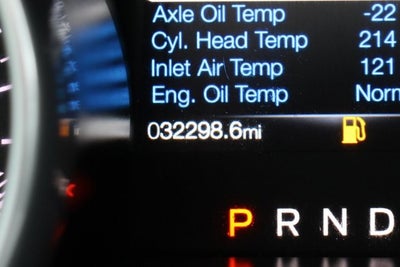 Axle Oil Temp -22
Cyl. Head Temp 214
Inlet Air Temp 121
Eng. Oil Temp Norm
032298.6mi
P R N D